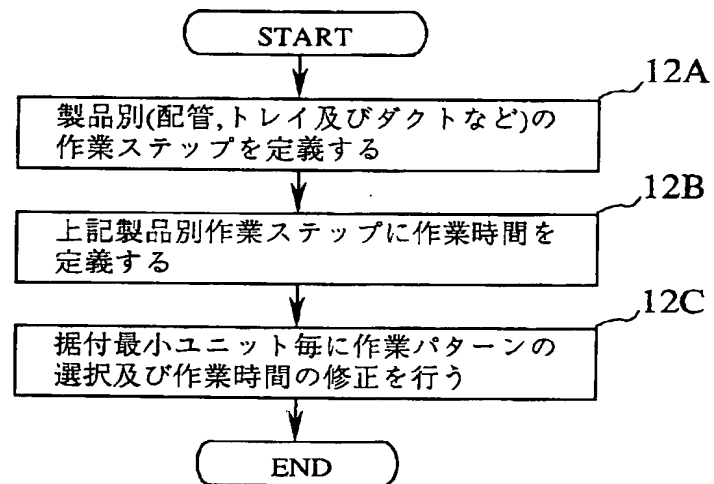 START
12A
製品別(配管,トレイ及びダクトなど)の
作業ステップを定義する
12B
上記製品別作業ステップに作業時間を
定義する
12C
据付最小ユニット毎に作業パターンの
選択及び作業時間の修正を行う
END